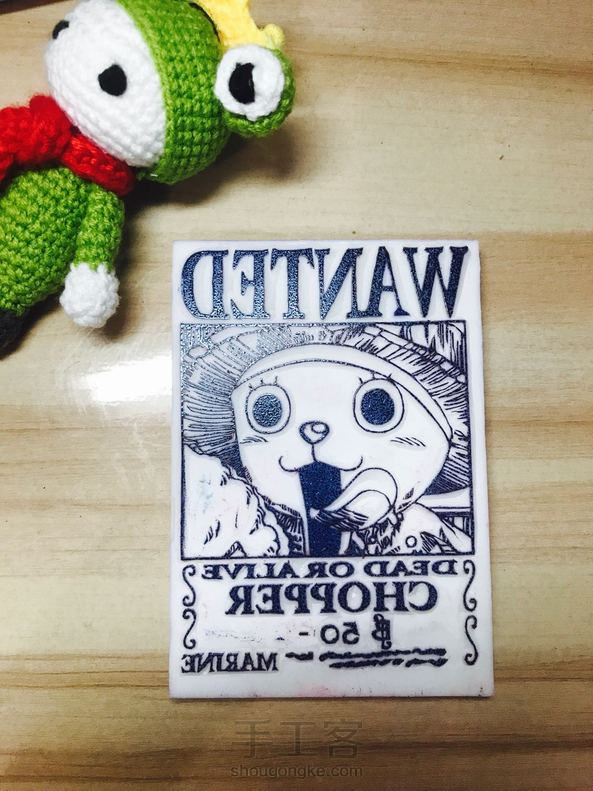 WANTED
DEAD OR ALIVE
CHOPPER
฿ 50 -
MARINE
手工客
shougongke.com